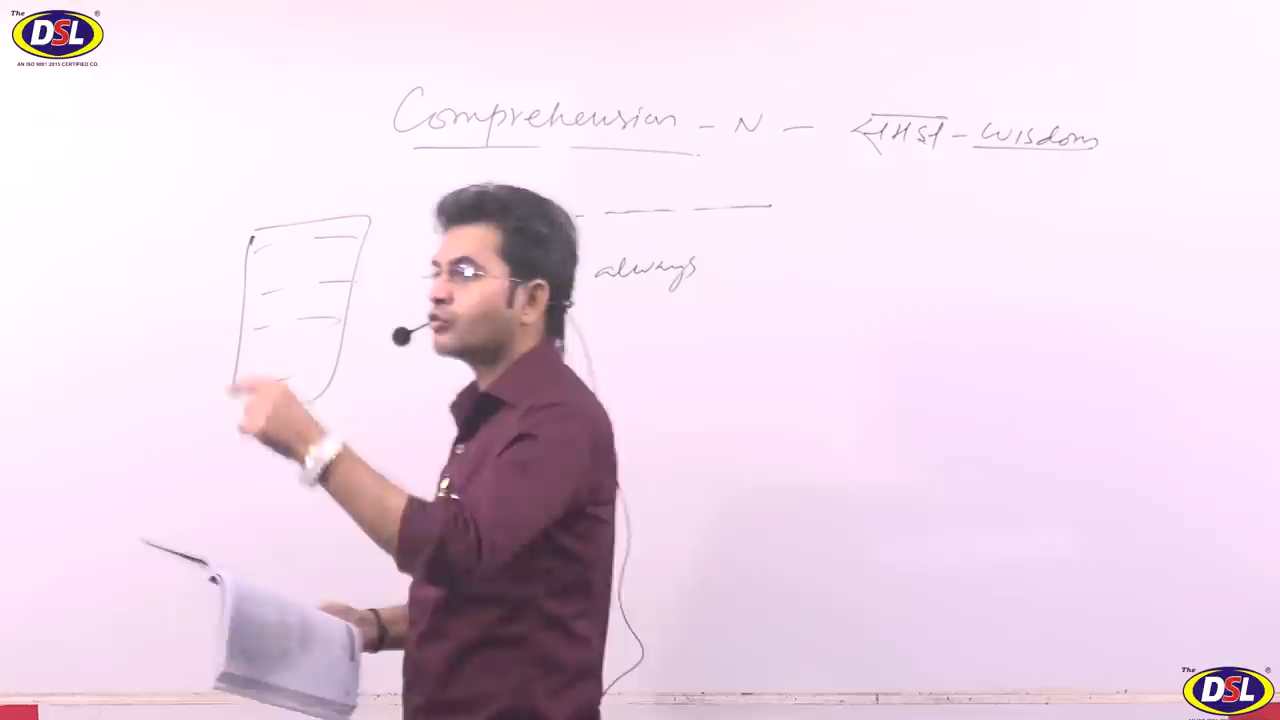 The
DSL
®
AN ISO 9001:2015 CERTIFIED CO.
Comprehension - N - समझ - wisdom
always
The
DSL
®